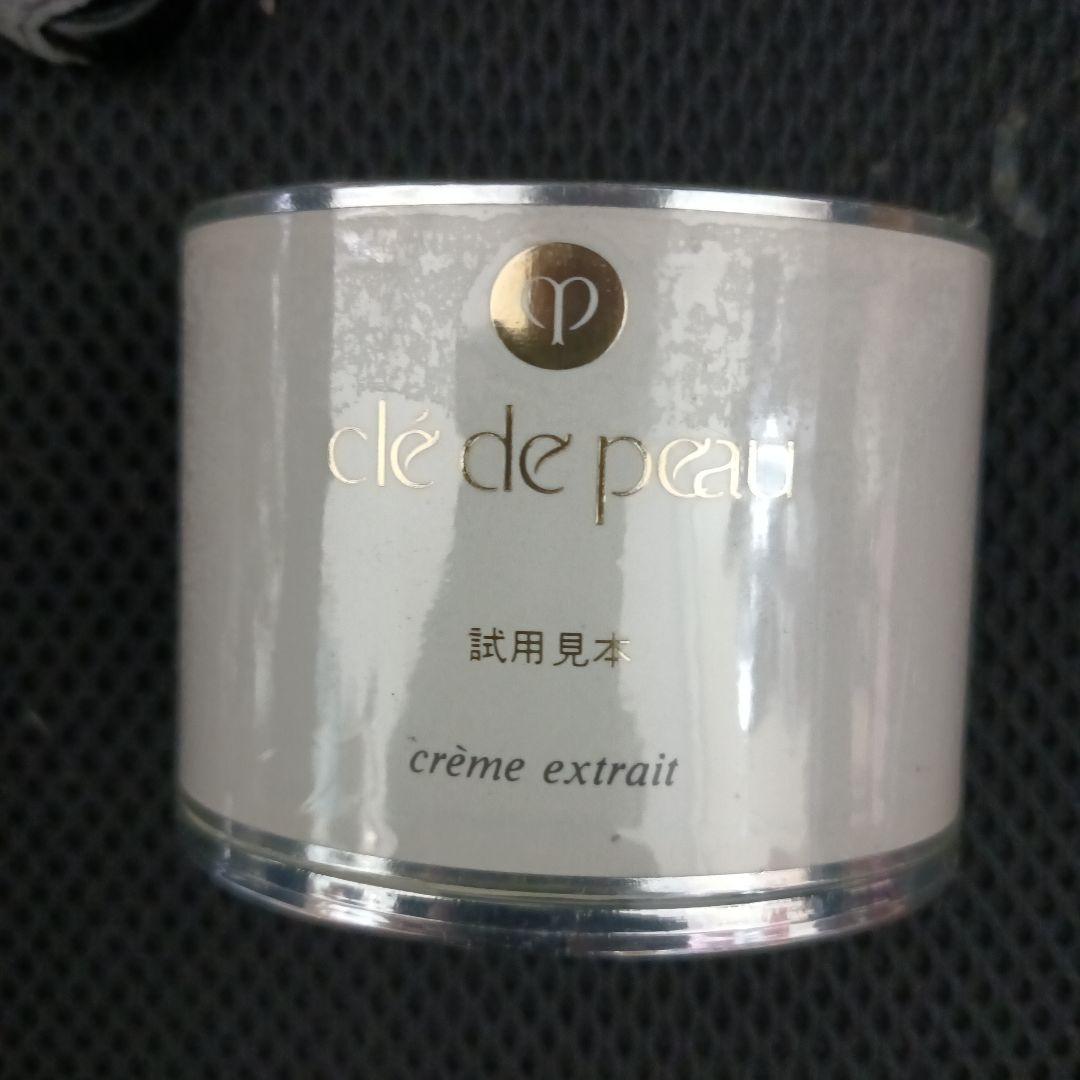 clé de peau
試用見本
crème extrait